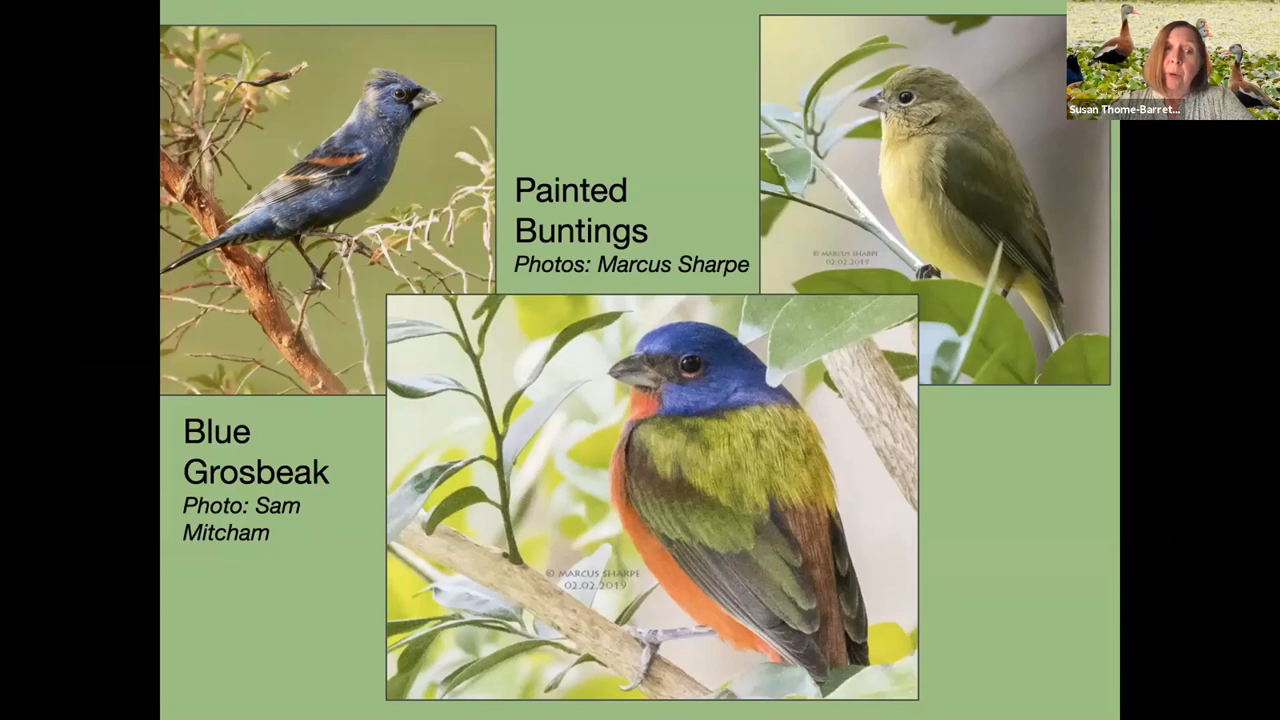 Painted
Buntings
Photos: Marcus Sharpe
© MARCUS SHARPE
02.02.2019
Susan Thome-Barret...
Blue
Grosbeak
Photo: Sam
Mitcham
© MARCUS SHARPE
02.02.2019